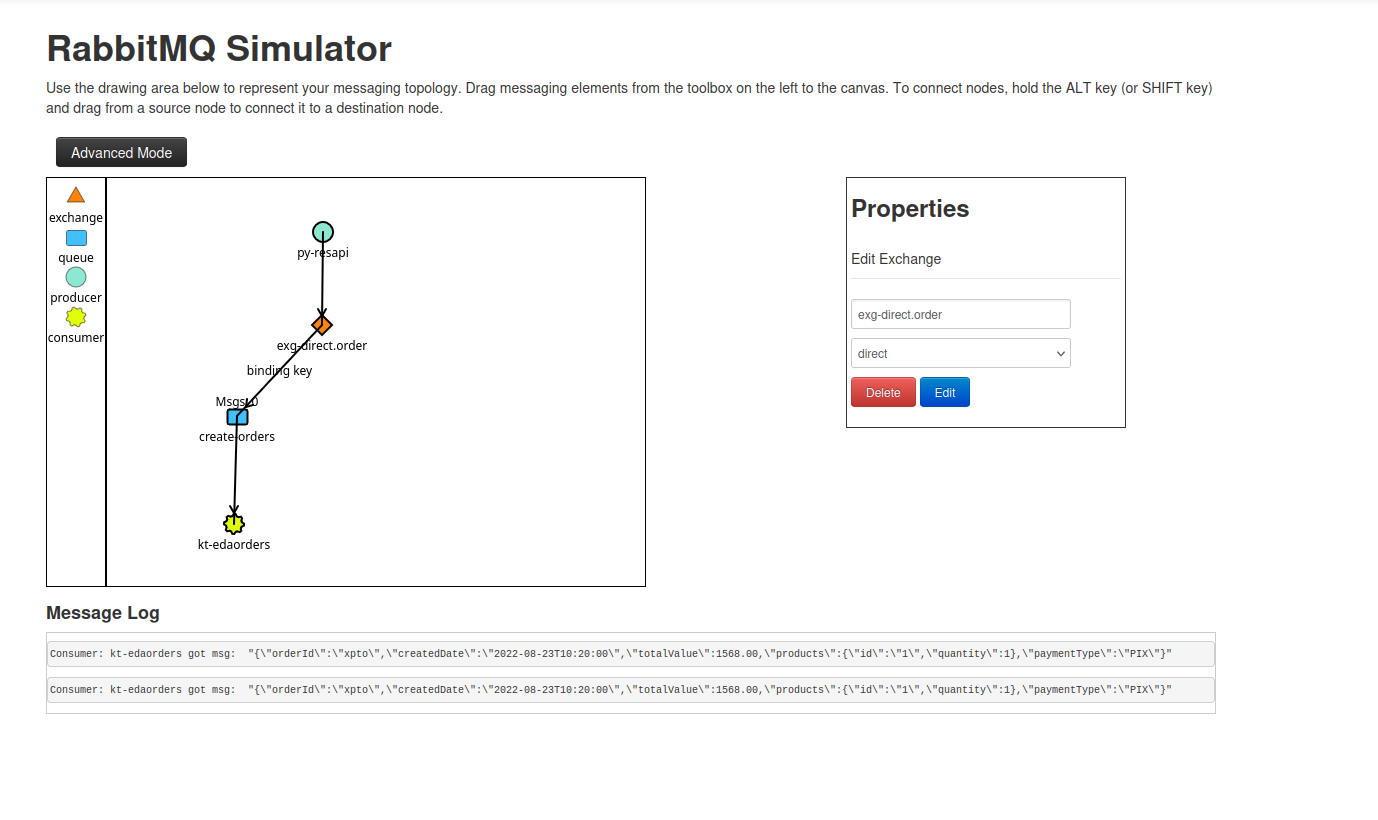 RabbitMQ Simulator
Use the drawing area below to represent your messaging topology. Drag messaging elements from the toolbox on the left to the canvas. To connect nodes, hold the ALT key (or SHIFT key)
and drag from a source node to connect it to a destination node.
Advanced Mode
exchange
queue
producer
consumer
py-resapi
exg-direct.order
binding key
Msgs: 0
create-orders
kt-edaorders
Properties
Edit Exchange
exg-direct.order
direct
Delete Edit
Message Log
Consumer: kt-edaorders got msg: "{\"orderId\":\"xpto\",\"createdDate\":\"2022-08-23T10:20:00\",\"totalValue\":1568.00,\"products\":{\"id\":\"1\",\"quantity\":1},\"paymentType\":\"PIX\"}"
Consumer: kt-edaorders got msg: "{\"orderId\":\"xpto\",\"createdDate\":\"2022-08-23T10:20:00\",\"totalValue\":1568.00,\"products\":{\"id\":\"1\",\"quantity\":1},\"paymentType\":\"PIX\"}"